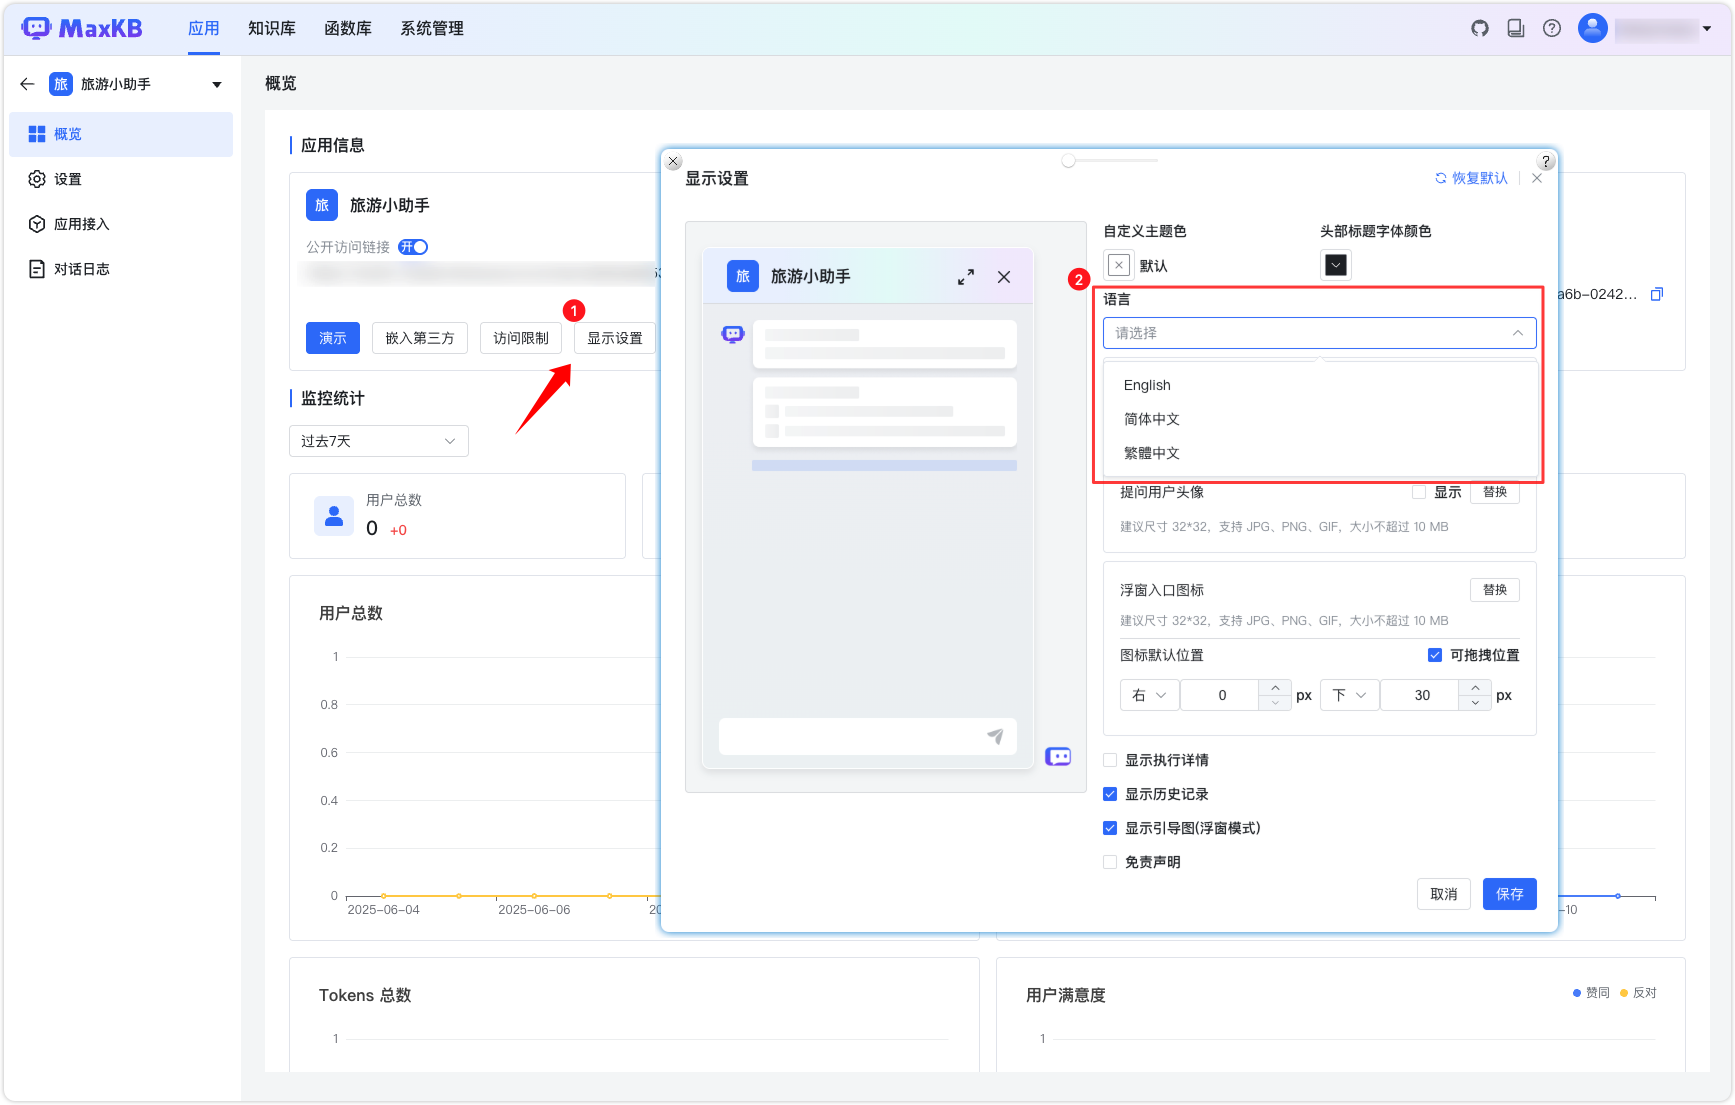 MaxKB
应用
知识库
函数库
系统管理
旅
旅游小助手
概览
设置
应用接入
对话日志
概览
应用信息
旅
旅游小助手
公开访问链接
开
演示
嵌入第三方
访问限制
显示设置
1
a6b-0242...
监控统计
过去7天
用户总数
0
+0
用户总数
1
0.8
0.6
0.4
0.2
0
2025-06-04
2025-06-06
20
-10
Tokens 总数
1
用户满意度
赞同
反对
1
显示设置
恢复默认
旅
旅游小助手
自定义主题色
默认
头部标题字体颜色
2
语言
请选择
English
简体中文
繁體中文
提问用户头像
显示
替换
建议尺寸 32*32，支持 JPG、PNG、GIF，大小不超过 10 MB
浮窗入口图标
替换
建议尺寸 32*32，支持 JPG、PNG、GIF，大小不超过 10 MB
图标默认位置
可拖拽位置
右
0
px
下
30
px
显示执行详情
显示历史记录
显示引导图(浮窗模式)
免责声明
取消
保存